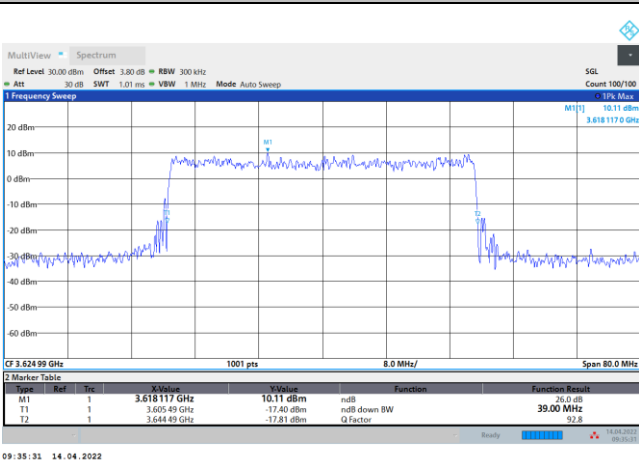 MultiView Spectrum
Ref Level 30.00 dBm Offset 3.80 dB RBW 300 kHz SGL
Att 30 dB SWT 1.01 ms VBW 1 MHz Mode Auto Sweep Count 100/100
1 Frequency Sweep 1Pk Max
M1[1] 10.11 dBm
3.618 117 0 GHz
20 dBm
M1
10 dBm
0 dBm
-10 dBm
T2
-20 dBm
-30 dBm
-40 dBm
-50 dBm
-60 dBm
CF 3.624 99 GHz 1001 pts 8.0 MHz/ Span 80.0 MHz
2 Marker Table
Type Ref Trc X-Value Y-Value Function Function Result
M1 1 3.618 117 GHz 10.11 dBm ndB 26.0 dB
T1 1 3.605 49 GHz -17.40 dBm ndB down BW 39.00 MHz
T2 1 3.644 49 GHz -17.81 dBm Q Factor 92.8
Ready 14.04.2022
09:35:31
09:35:31 14.04.2022